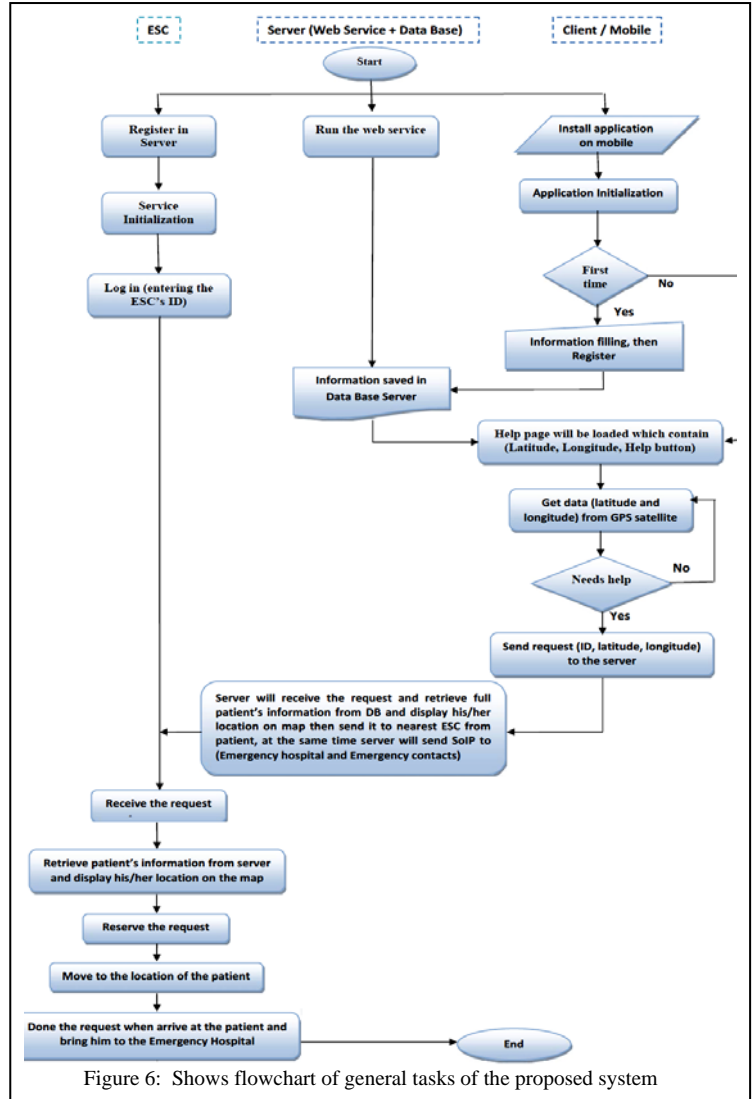 ESC
Server (Web Service + Data Base)
Client / Mobile
Start
Register in
Server
Run the web service
Install application
on mobile
Service
Initialization
Application Initialization
Log in (entering the
ESC's ID)
First
time
No
Yes
Information filling, then
Register
Information saved in
Data Base Server
Help page will be loaded which contain
(Latitude, Longitude, Help button)
Get data (latitude and
longitude) from GPS satellite
Needs help
No
Yes
Send request (ID, latitude, longitude)
to the server
Server will receive the request and retrieve full
patient's information from DB and display his/her
location on map then send it to nearest ESC from
patient, at the same time server will send SoIP to
(Emergency hospital and Emergency contacts)
Receive the request
Retrieve patient's information from server
and display his/her location on the map
Reserve the request
Move to the location of the patient
Done the request when arrive at the patient and
bring him to the Emergency Hospital
End
Figure 6: Shows flowchart of general tasks of the proposed system